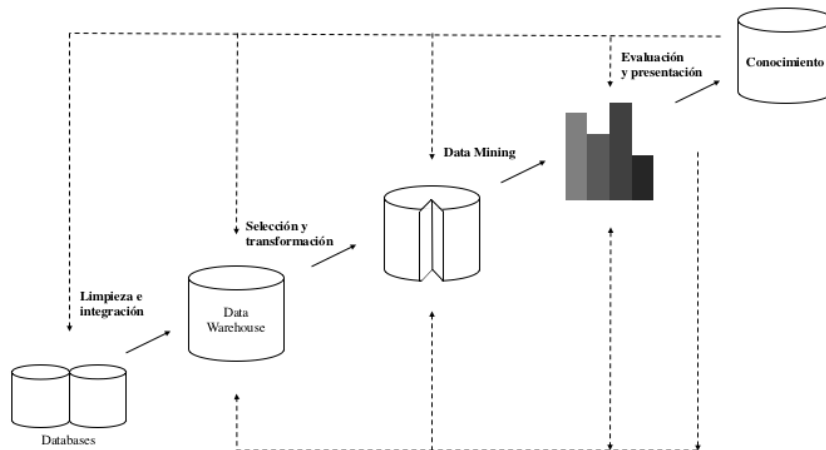 Evaluación
y presentación
Conocimiento
Data Mining
Selección y
transformación
Limpieza e
integración
Data
Warehouse
Databases